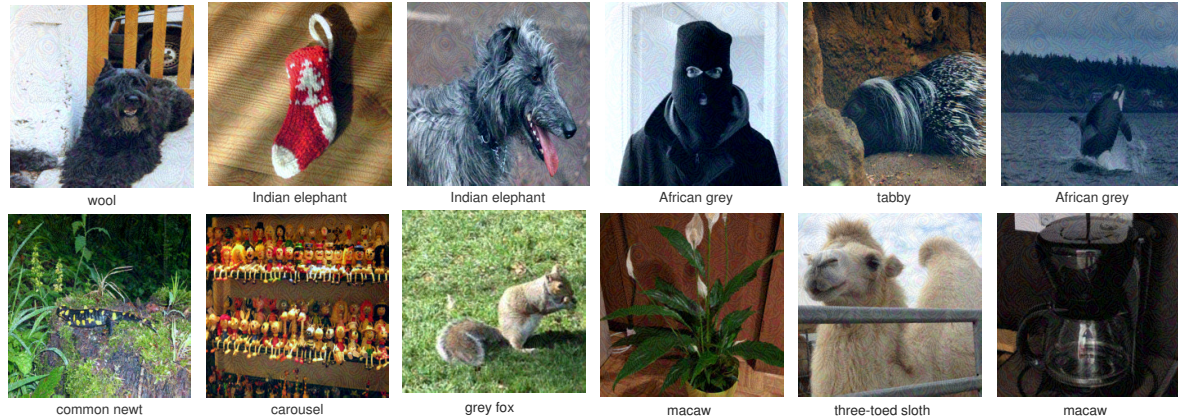 wool
Indian elephant
Indian elephant
African grey
tabby
African grey
common newt
carousel
grey fox
macaw
three-toed sloth
macaw